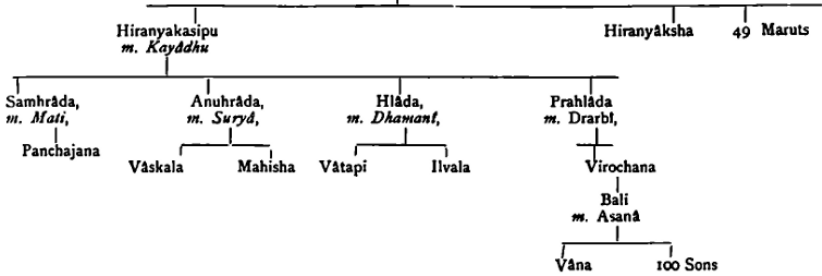 Hiranyakasipu Hiranyâksha 49 Maruts
m. Kayâdhu
Samhrâda, Anuhrâda, Hlâda, Prahlâda
m. Mati, m. Suryâ, m. Dhamanî, m. Drarbî,
Panchajana
Vâskala Mahisha Vâtapi Ilvala Virochana
Bali
m. Asanâ
Vâna 100 Sons